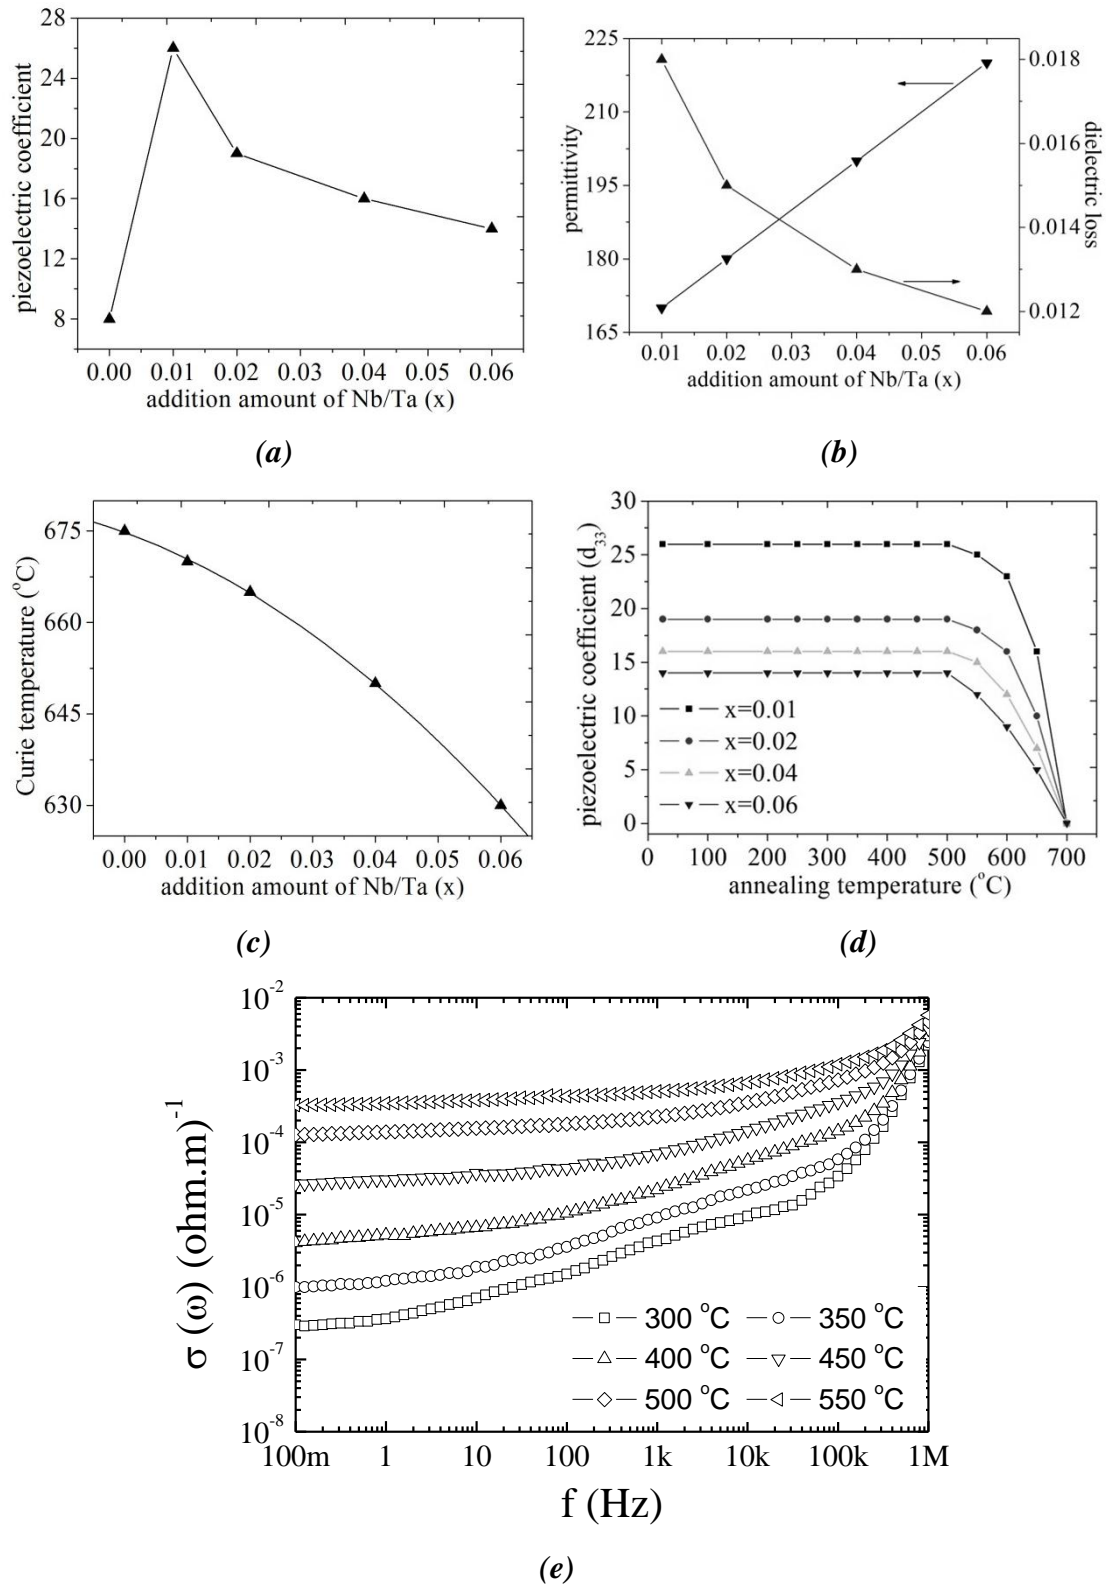 28
24
20
16
12
8
piezoelectric coefficient
0.00 0.01 0.02 0.03 0.04 0.05 0.06
addition amount of Nb/Ta (x)
(a)
225
210
195
180
165
permittivity
0.018
0.016
0.014
0.012
dielectric loss
0.01 0.02 0.03 0.04 0.05 0.06
addition amount of Nb/Ta (x)
(b)
675
660
645
630
Curie temperature (°C)
0.00 0.01 0.02 0.03 0.04 0.05 0.06
addition amount of Nb/Ta (x)
(c)
30
25
20
15
10
5
0
piezoelectric coefficient (d33)
x=0.01
x=0.02
x=0.04
x=0.06
0 100 200 300 400 500 600 700
annealing temperature (°C)
(d)
10-2
10-3
10-4
10-5
10-6
10-7
10-8
σ (ω) (ohm.m)-1
300 °C 350 °C
400 °C 450 °C
500 °C 550 °C
100m 1 10 100 1k 10k 100k 1M
f (Hz)
(e)